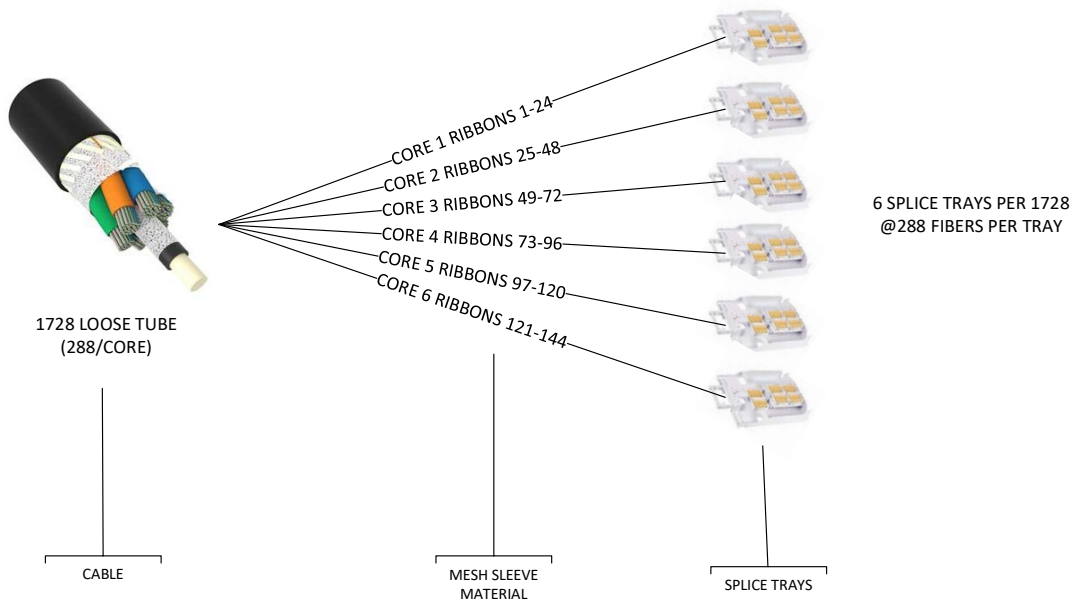 CORE 1 RIBBONS 1-24
CORE 2 RIBBONS 25-48
CORE 3 RIBBONS 49-72
CORE 4 RIBBONS 73-96
CORE 5 RIBBONS 97-120
CORE 6 RIBBONS 121-144
6 SPLICE TRAYS PER 1728
@288 FIBERS PER TRAY
1728 LOOSE TUBE
(288/CORE)
CABLE
MESH SLEEVE
MATERIAL
SPLICE TRAYS